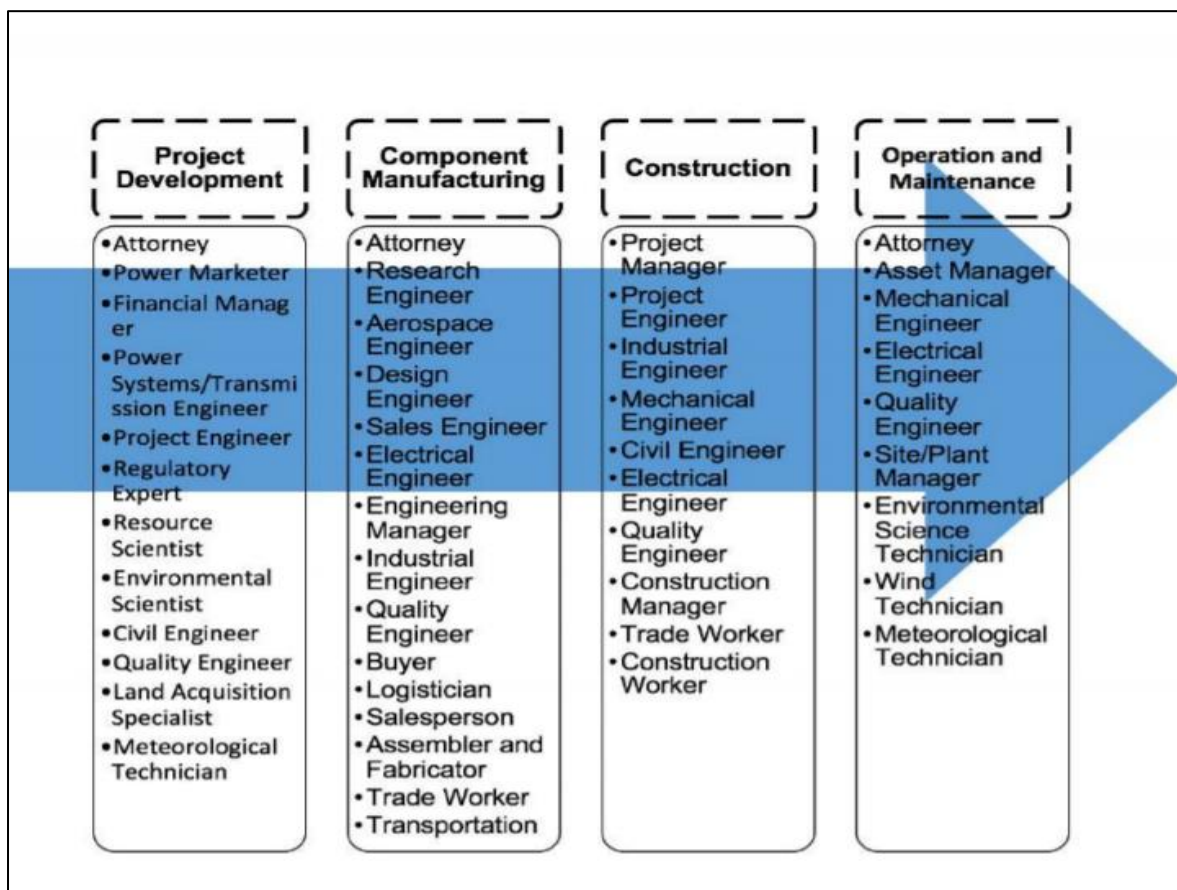 Project
Development
•Attorney
•Power Marketer
•Financial Manag
er
•Power
Systems/Transmi
ssion Engineer
•Project Engineer
•Regulatory
Expert
•Resource
Scientist
•Environmental
Scientist
•Civil Engineer
•Quality Engineer
•Land Acquisition
Specialist
•Meteorological
Technician
Component
Manufacturing
•Attorney
•Research
Engineer
•Aerospace
Engineer
•Design
Engineer
•Sales Engineer
•Electrical
Engineer
•Engineering
Manager
•Industrial
Engineer
•Quality
Engineer
•Buyer
•Logistician
•Salesperson
•Assembler and
Fabricator
•Trade Worker
•Transportation
Construction
•Project
Manager
•Project
Engineer
•Industrial
Engineer
•Mechanical
Engineer
•Civil Engineer
•Electrical
Engineer
•Quality
Engineer
•Construction
Manager
•Trade Worker
•Construction
Worker
Operation and
Maintenance
•Attorney
•Asset Manager
•Mechanical
Engineer
•Electrical
Engineer
•Quality
Engineer
•Site/Plant
Manager
•Environmental
Science
Technician
•Wind
Technician
•Meteorological
Technician